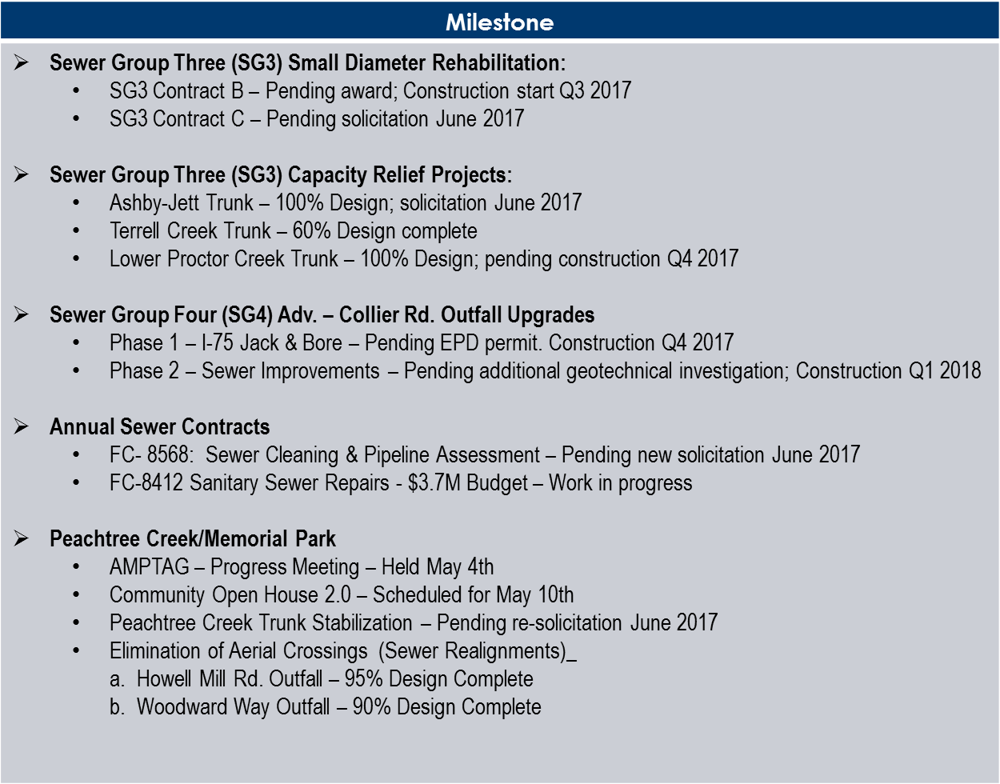 Milestone
➢ Sewer Group Three (SG3) Small Diameter Rehabilitation:
• SG3 Contract B – Pending award; Construction start Q3 2017
• SG3 Contract C – Pending solicitation June 2017
➢ Sewer Group Three (SG3) Capacity Relief Projects:
• Ashby-Jett Trunk – 100% Design; solicitation June 2017
• Terrell Creek Trunk – 60% Design complete
• Lower Proctor Creek Trunk – 100% Design; pending construction Q4 2017
➢ Sewer Group Four (SG4) Adv. – Collier Rd. Outfall Upgrades
• Phase 1 – I-75 Jack & Bore – Pending EPD permit. Construction Q4 2017
• Phase 2 – Sewer Improvements – Pending additional geotechnical investigation; Construction Q1 2018
➢ Annual Sewer Contracts
• FC- 8568:  Sewer Cleaning & Pipeline Assessment – Pending new solicitation June 2017
• FC-8412 Sanitary Sewer Repairs - $3.7M Budget – Work in progress
➢ Peachtree Creek/Memorial Park
• AMPTAG – Progress Meeting – Held May 4th
• Community Open House 2.0 – Scheduled for May 10th
• Peachtree Creek Trunk Stabilization – Pending re-solicitation June 2017
• Elimination of Aerial Crossings  (Sewer Realignments)_
a. Howell Mill Rd. Outfall – 95% Design Complete
b. Woodward Way Outfall – 90% Design Complete